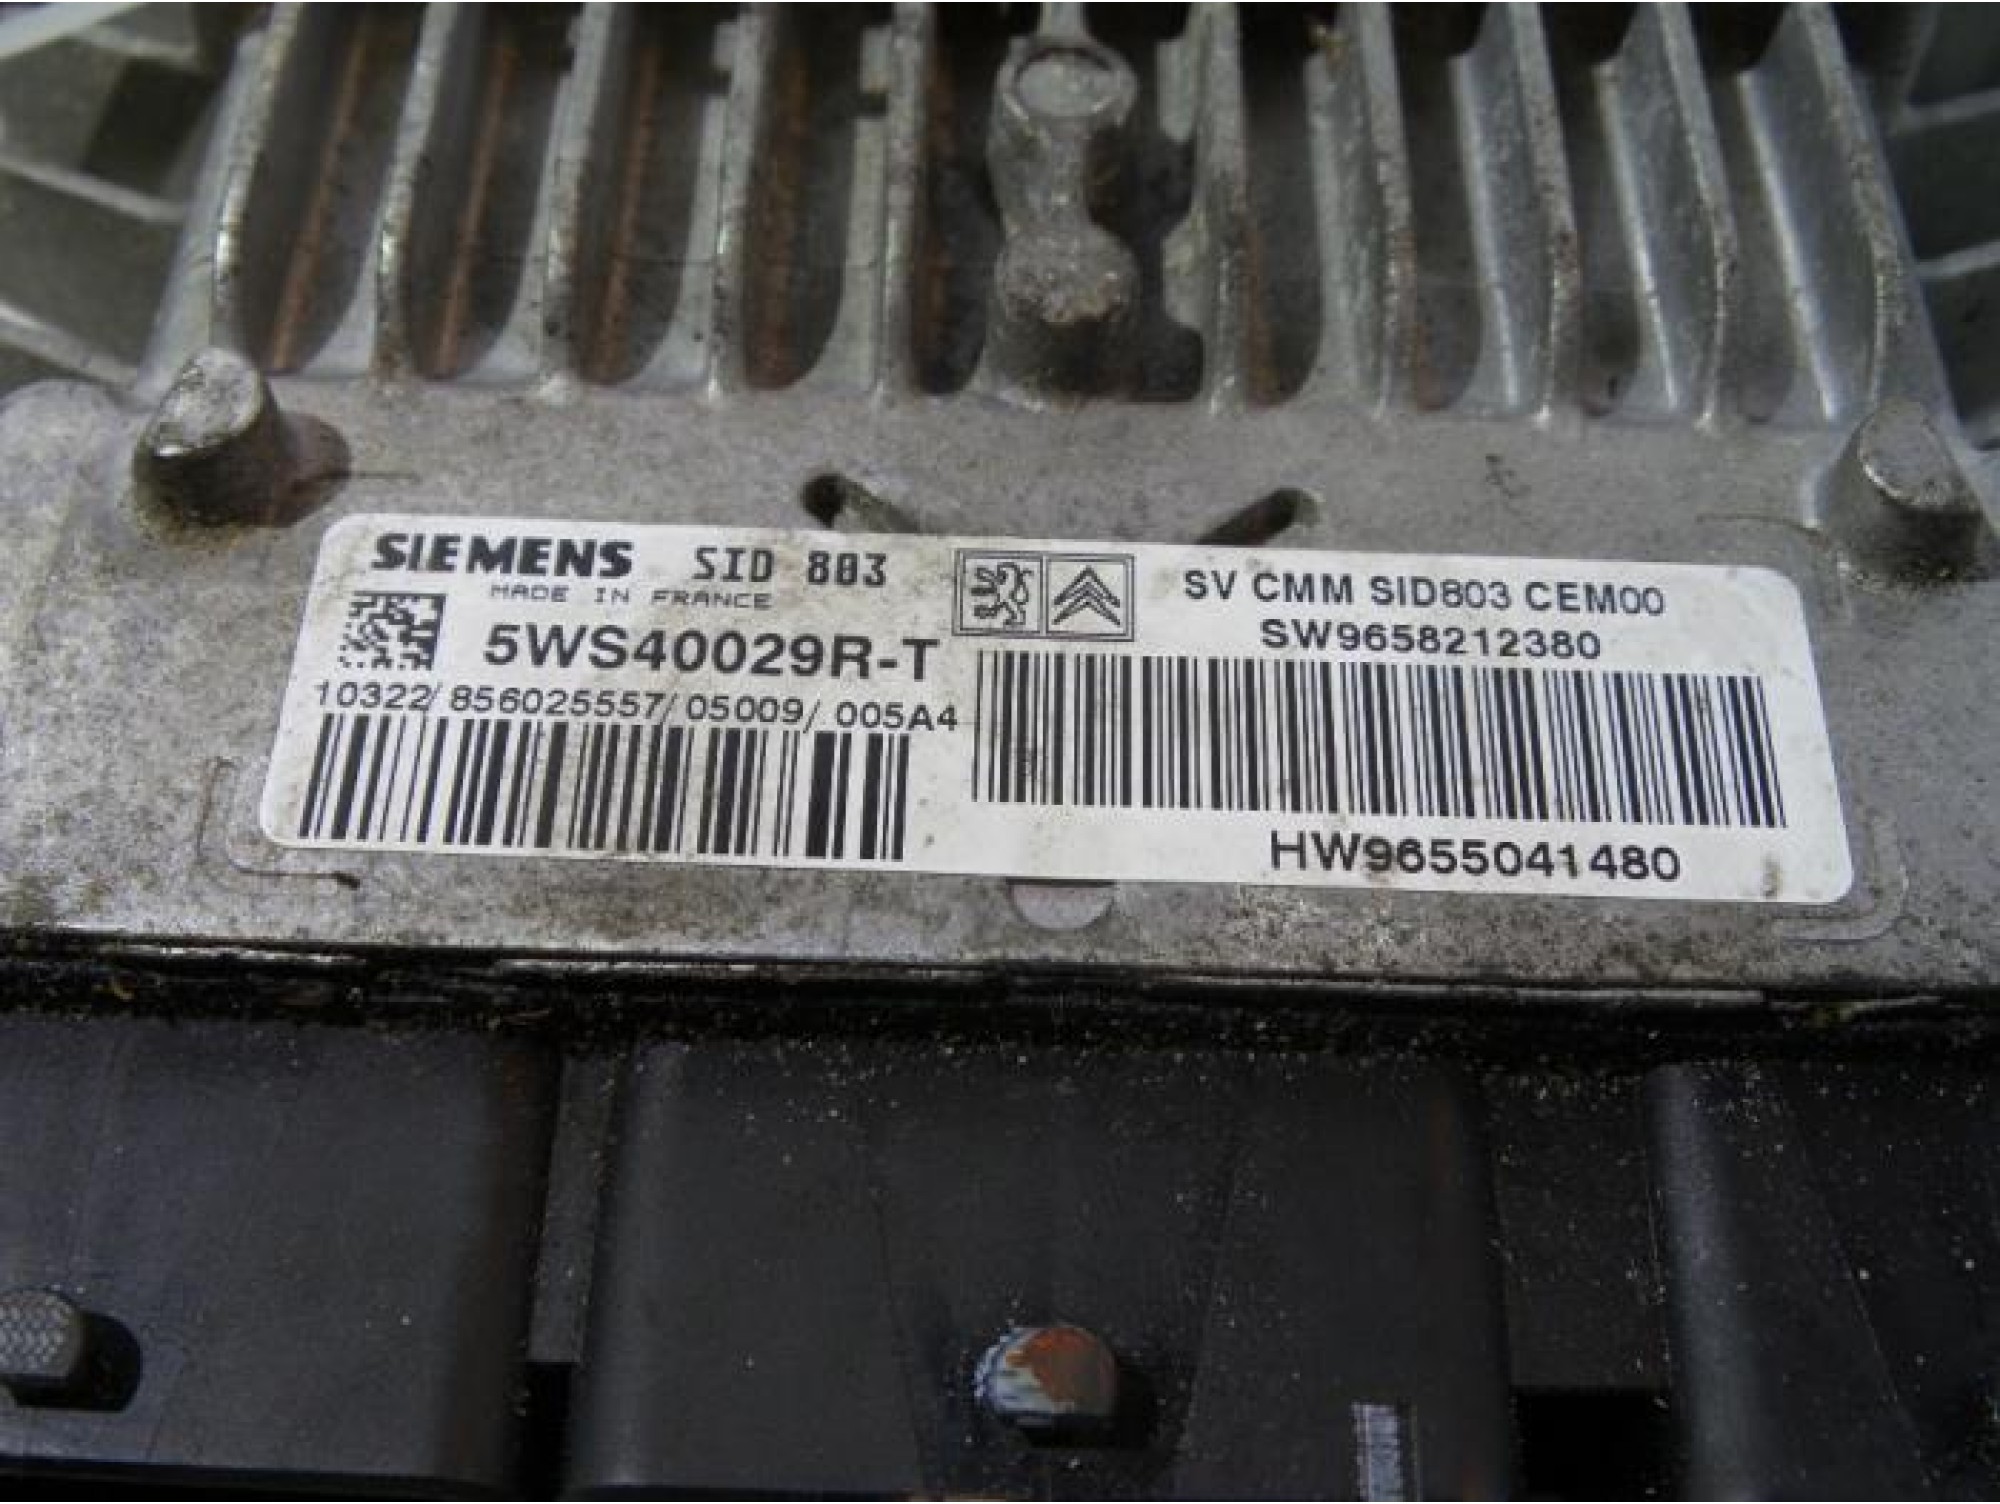 SIEMENS SID 803
MADE IN FRANCE
5WS40029R-T
10322/856025557/05009/005A4
SV CMM SID803 CEM00
SW9658212380
HW9655041480